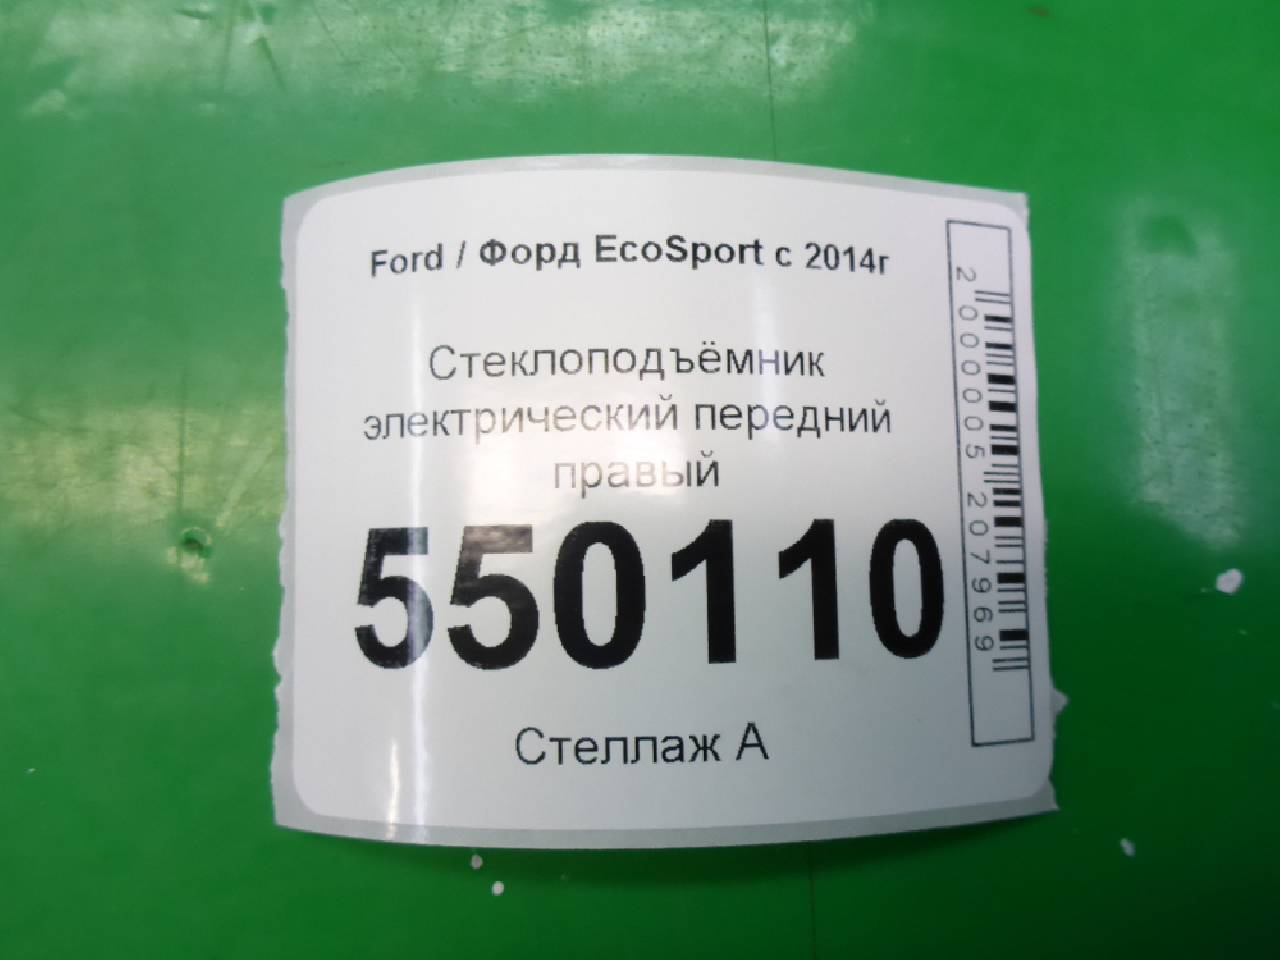 Ford / Форд EcoSport с 2014г
Стеклоподъёмник
электрический передний
правый
550110
Стеллаж А
2000005207969